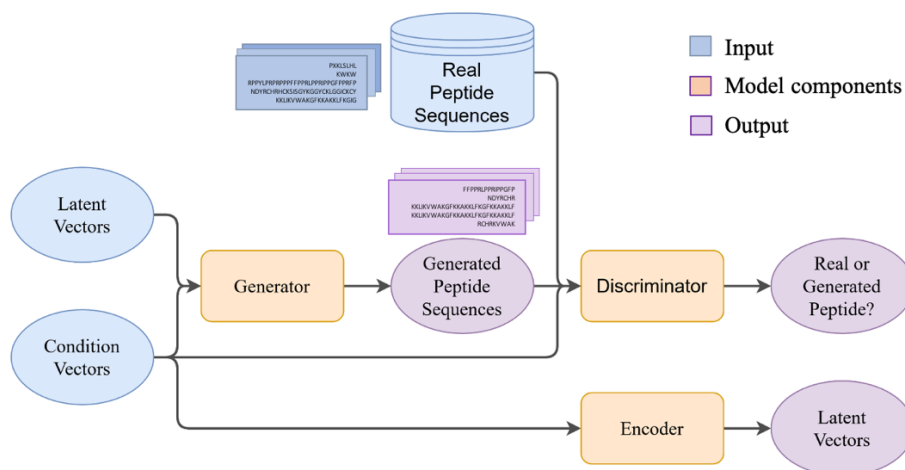 PXKLSLHL
KWKW
RPPYLPRPRPPPFFPPRLPPRIPPGFPPRFP
NDYRCHRHCKSISGYKGGYCKLGGICKCY
KKLIKVWAKGFKKAKKLFKGIG
Real
Peptide
Sequences
Input
Model components
Output
FFPPRLPPRIPPGFP
NDYRCHR
KKLIKVWAKGFKKAKKLFKGFKKAKKLF
KKLIKVWAKGFKKAKKLFKGFKKAKKLF
RCHRKVWAK
Latent
Vectors
Generator
Generated
Peptide
Sequences
Discriminator
Real or
Generated
Peptide?
Condition
Vectors
Encoder
Latent
Vectors